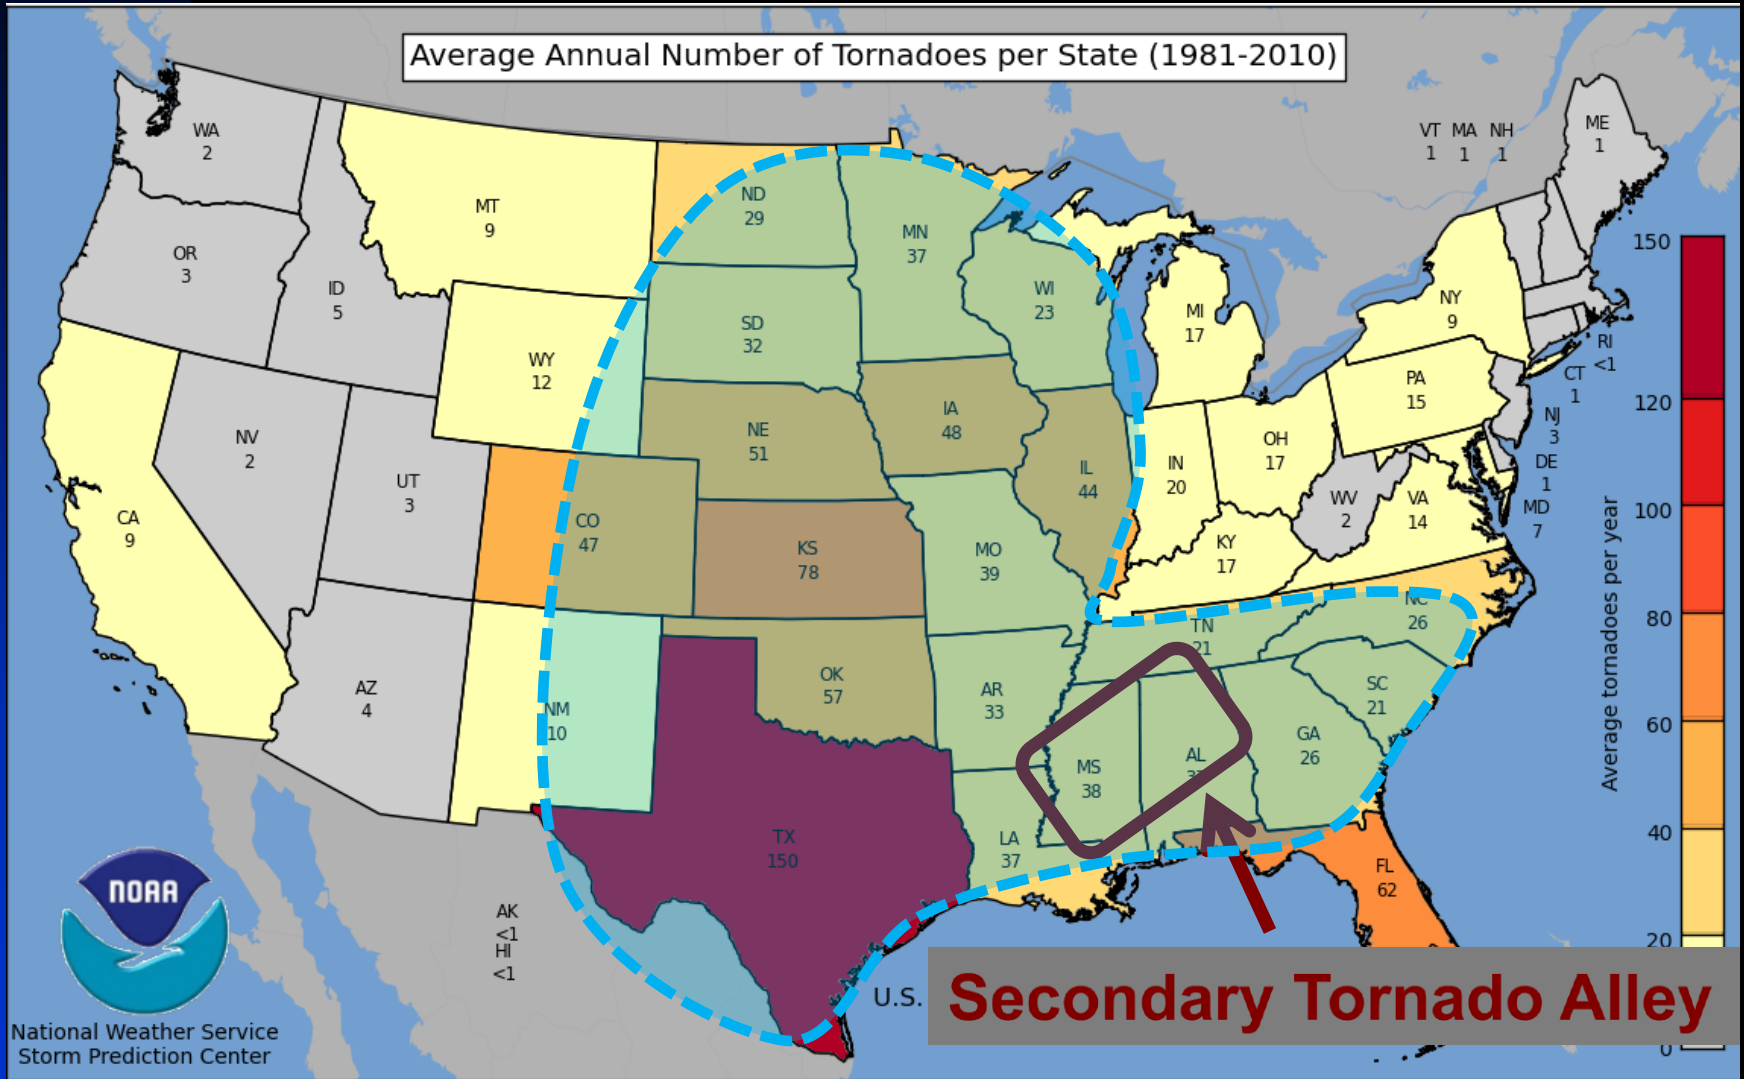 Average Annual Number of Tornadoes per State (1981-2010)
WA
2
OR
3
ID
5
MT
9
WY
12
CA
9
NV
2
UT
3
AZ
4
CO
47
NM
10
ND
29
SD
32
NE
51
KS
78
OK
57
TX
150
MN
37
IA
48
MO
39
AR
33
LA
37
WI
23
IL
44
MI
17
IN
20
OH
17
KY
17
TN
21
MS
38
AL
GA
26
SC
21
NC
26
FL
62
WV
2
VA
14
PA
15
NY
9
VT MA NH
1 1 1
ME
1
RI
<1
CT
1
NJ
3
DE
1
MD
7
AK
<1
HI
<1
150
120
100
80
60
40
20
0
Average tornadoes per year
NOAA
National Weather Service
Storm Prediction Center
U.S.
Secondary Tornado Alley